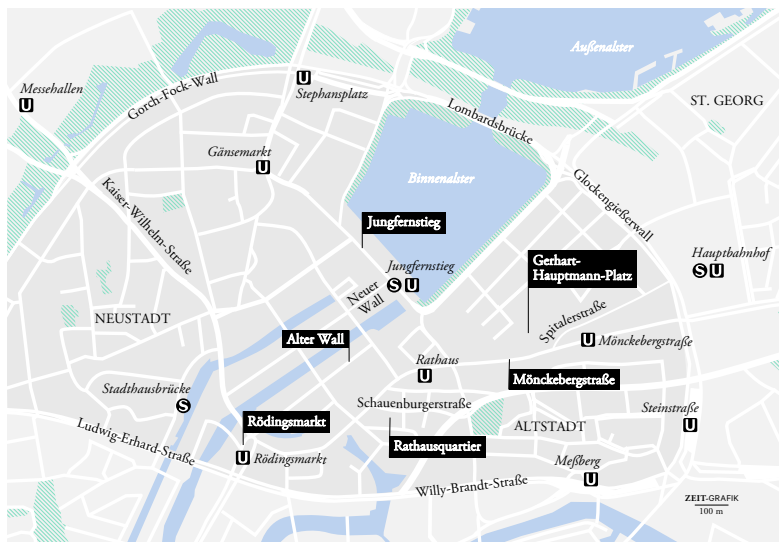 Außenalster
Messehallen
U
Gorch-Fock-Wall
U
Stephansplatz
Lombardsbrücke
ST. GEORG
Gänsemarkt
U
Binnenalster
Kaiser-Wilhelm-Straße
Glockengießerwall
Jungfernstieg
Jungfernstieg
S U
Neuer
Wall
Gerhart-
Hauptmann-Platz
Hauptbahnhof
S U
Spitalerstraße
NEUSTADT
Alter Wall
U Mönckebergstraße
Rathaus
U
Mönckebergstraße
Stadthausbrücke
S
Schauenburgerstraße
Steinstraße
U
Rödingsmarkt
U Rödingsmarkt
Ludwig-Erhard-Straße
ALTSTADT
Rathausquartier
Meßberg
U
Willy-Brandt-Straße
ZEIT-GRAFIK
100 m